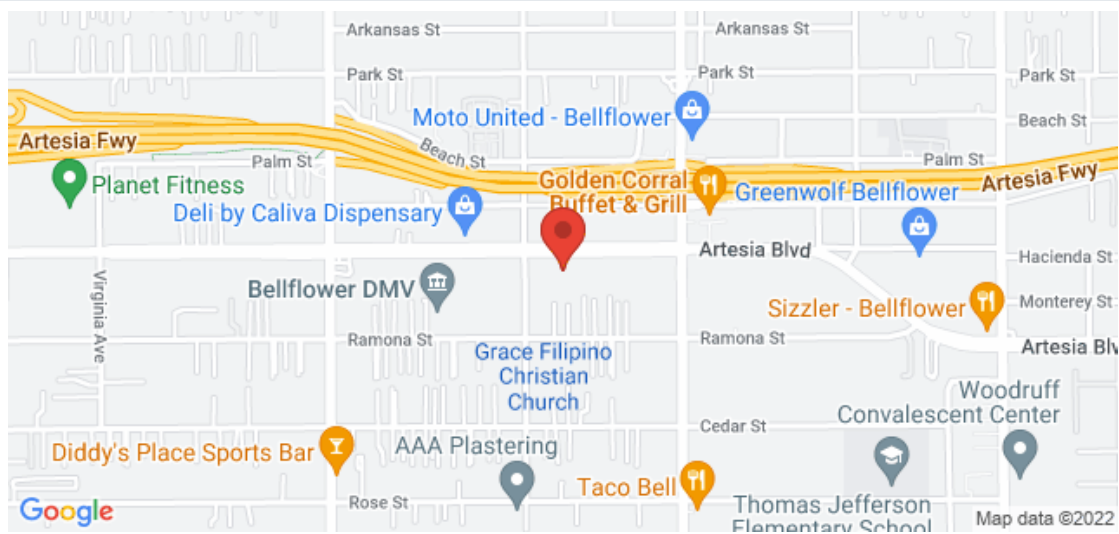 Arkansas St
Arkansas St
Park St
Park St
Park St
Moto United - Bellflower
Beach St
Artesia Fwy
Beach St
Palm St
Palm St
Planet Fitness
Golden Corral
Buffet & Grill
Greenwolf Bellflower
Artesia Fwy
Deli by Caliva Dispensary
Artesia Blvd
Hacienda St
Virginia Ave
Bellflower DMV
Sizzler - Bellflower
Monterey St
Ramona St
Ramona St
Artesia Blv
Grace Filipino
Christian
Church
Woodruff
Convalescent Center
Cedar St
Diddy's Place Sports Bar
AAA Plastering
Taco Bell
Rose St
Thomas Jefferson
Elementary School
Google
Map data ©2022